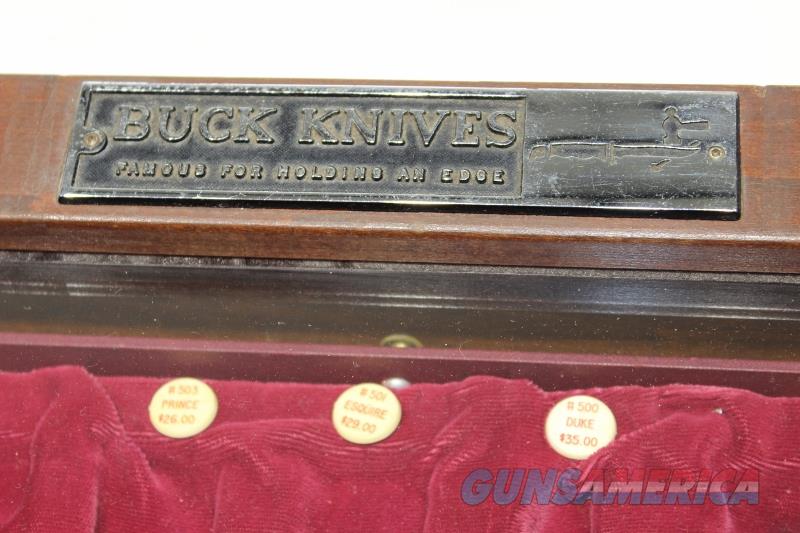 BUCK KNIVES
FAMOUS FOR HOLDING AN EDGE
#503
PRINCE
$26.00
#501
ESQUIRE
$29.00
#500
DUKE
$35.00
GUNSAMERICA